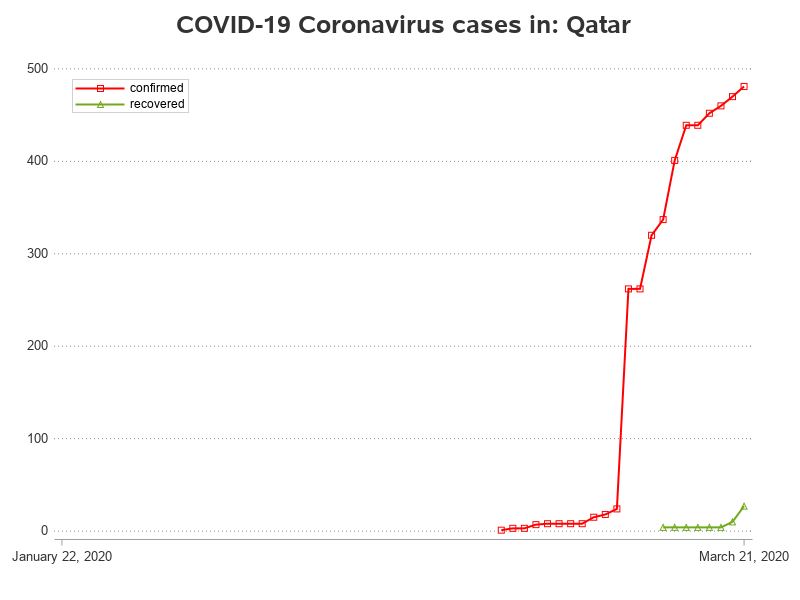 COVID-19 Coronavirus cases in: Qatar
500
confirmed
recovered
400
300
200
100
0
January 22, 2020
March 21, 2020